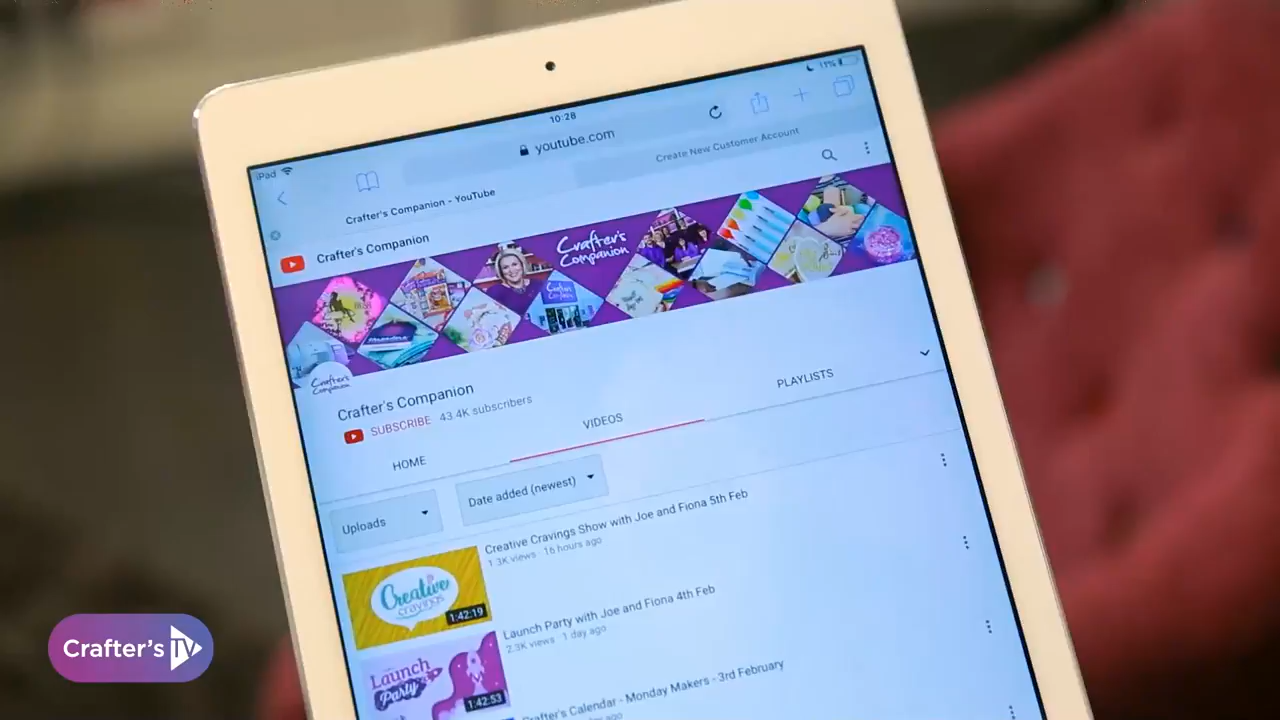 iPad
10:28
11%
youtube.com
Crafter's Companion - YouTube
Create New Customer Account
Crafter's Companion
Crafter's
Companion
Crafter's
Companion
Crafter's Companion
SUBSCRIBE 43.4K subscribers
HOME
VIDEOS
PLAYLISTS
Uploads
Date added (newest)
Creative Cravings Show with Joe and Fiona 5th Feb
1.3K views · 16 hours ago
Creative
cravings
1:42:19
Launch Party with Joe and Fiona 4th Feb
2.3K views · 1 day ago
Launch
Party
1:42:53
Crafter's Calendar - Monday Makers - 3rd February
Crafter's TV